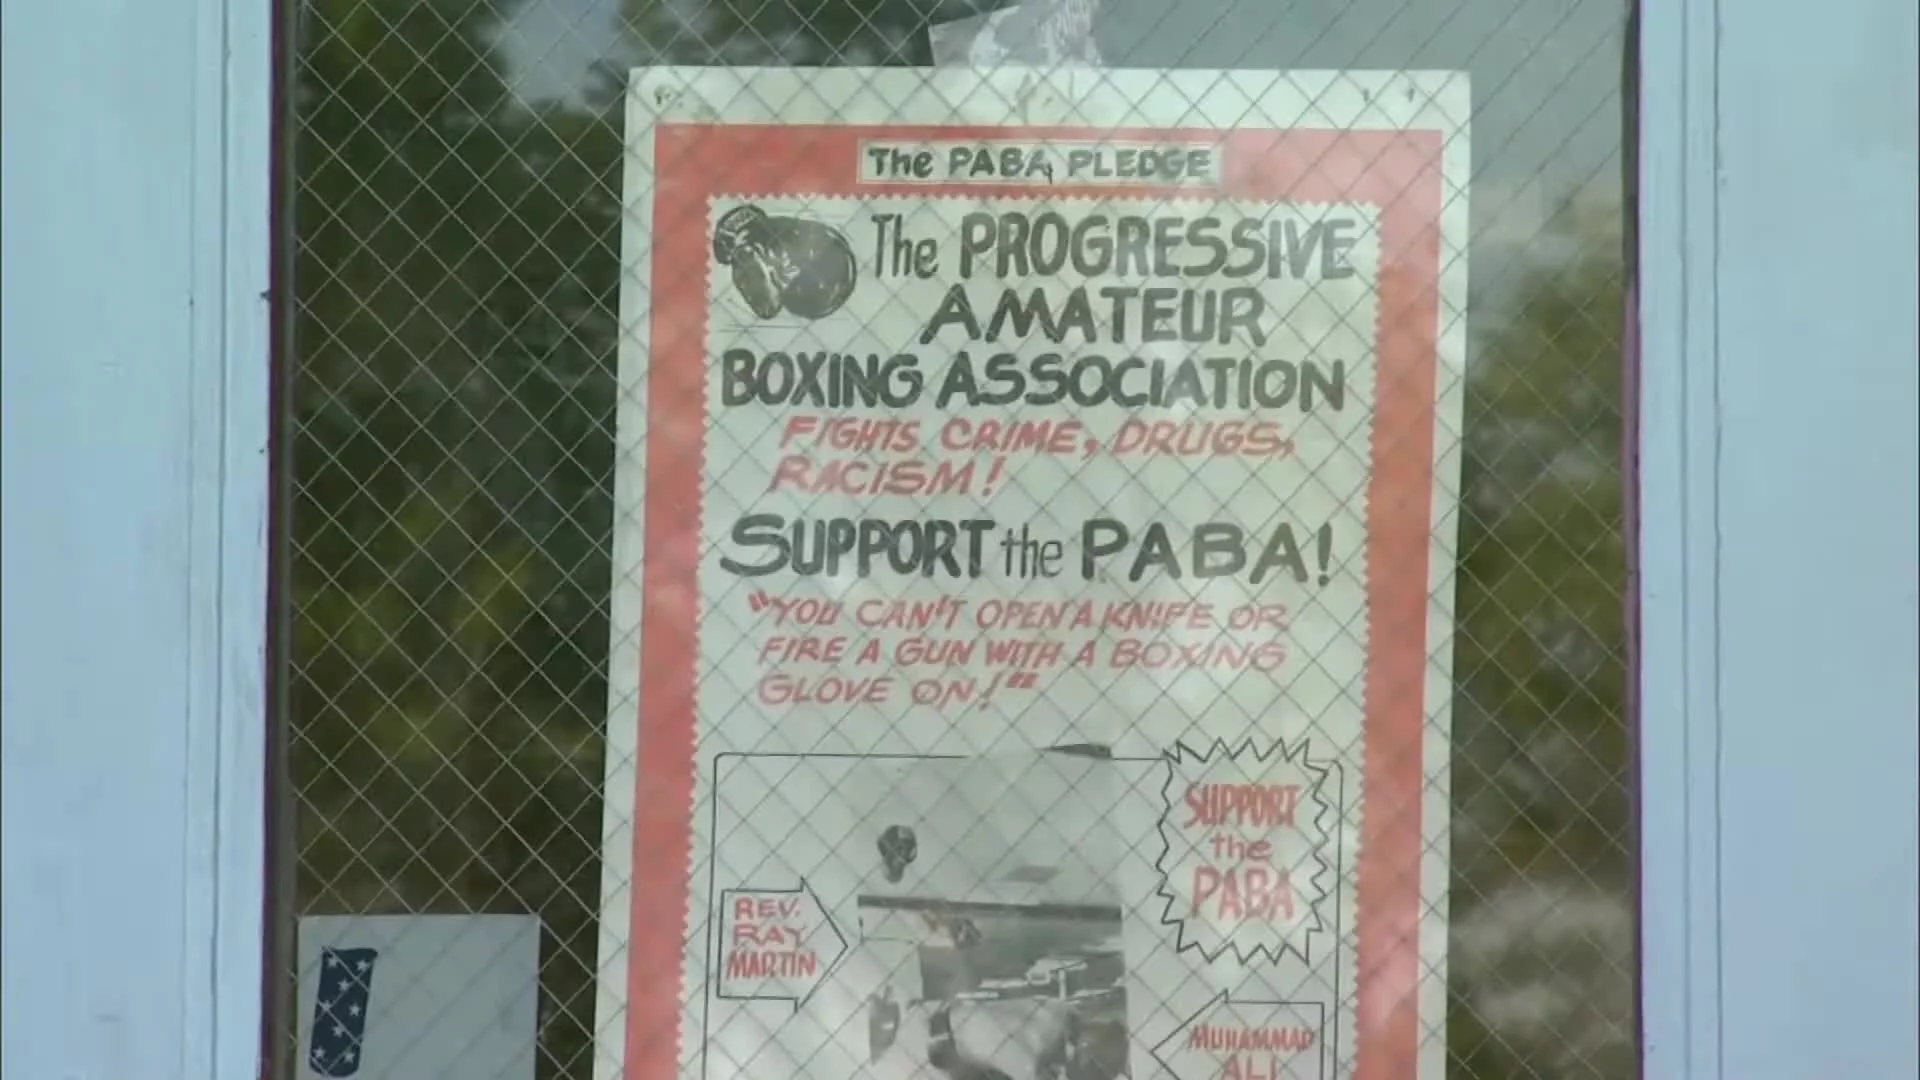 The PABA PLEDGE
The PROGRESSIVE
AMATEUR
BOXING ASSOCIATION
FIGHTS CRIME, DRUGS,
RACISM!
SUPPORT the PABA!
"YOU CAN'T OPEN A KNIFE OR
FIRE A GUN WITH A BOXING
GLOVE ON!"
SUPPORT
the
PABA
REV.
RAY
MARTIN
MUHAMMAD
ALI